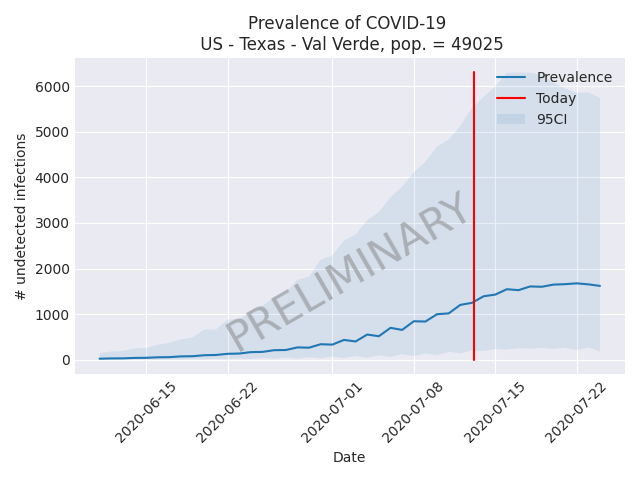 Prevalence of COVID-19
US - Texas - Val Verde, pop. = 49025
Prevalence
Today
95CI
6000
5000
4000
3000
2000
1000
0
# undetected infections
PRELIMINARY
2020-06-15
2020-06-22
2020-07-01
2020-07-08
2020-07-15
2020-07-22
Date